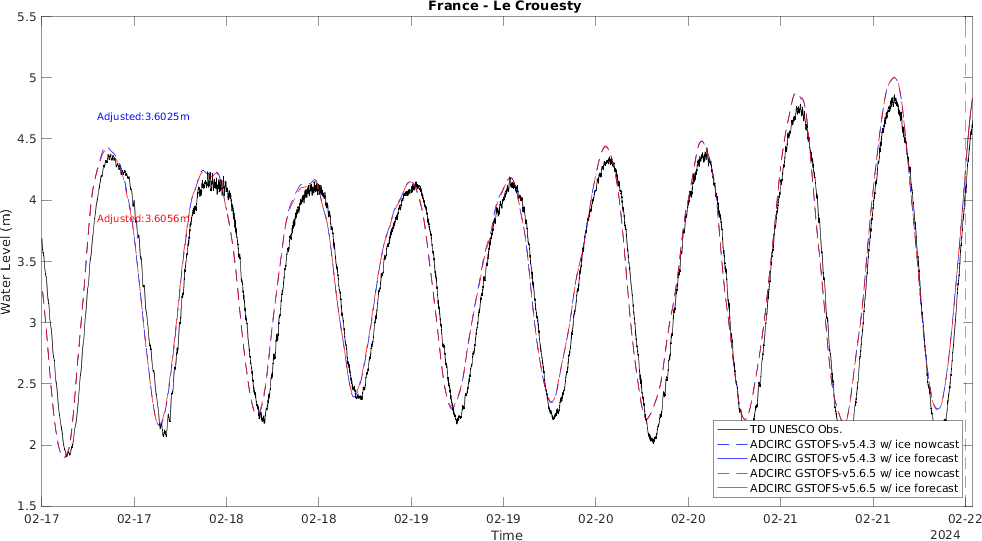 France - Le Crouesty
5.5
5
4.5
4
3.5
3
2.5
2
1.5
Water Level (m)
Adjusted:3.6025m
Adjusted:3.6056m
TD UNESCO Obs.
ADCIRC GSTOFS-v5.4.3 w/ ice nowcast
ADCIRC GSTOFS-v5.4.3 w/ ice forecast
ADCIRC GSTOFS-v5.6.5 w/ ice nowcast
ADCIRC GSTOFS-v5.6.5 w/ ice forecast
02-17 02-17 02-18 02-18 02-19 02-19 02-20 02-20 02-21 02-21 02-22
Time
2024